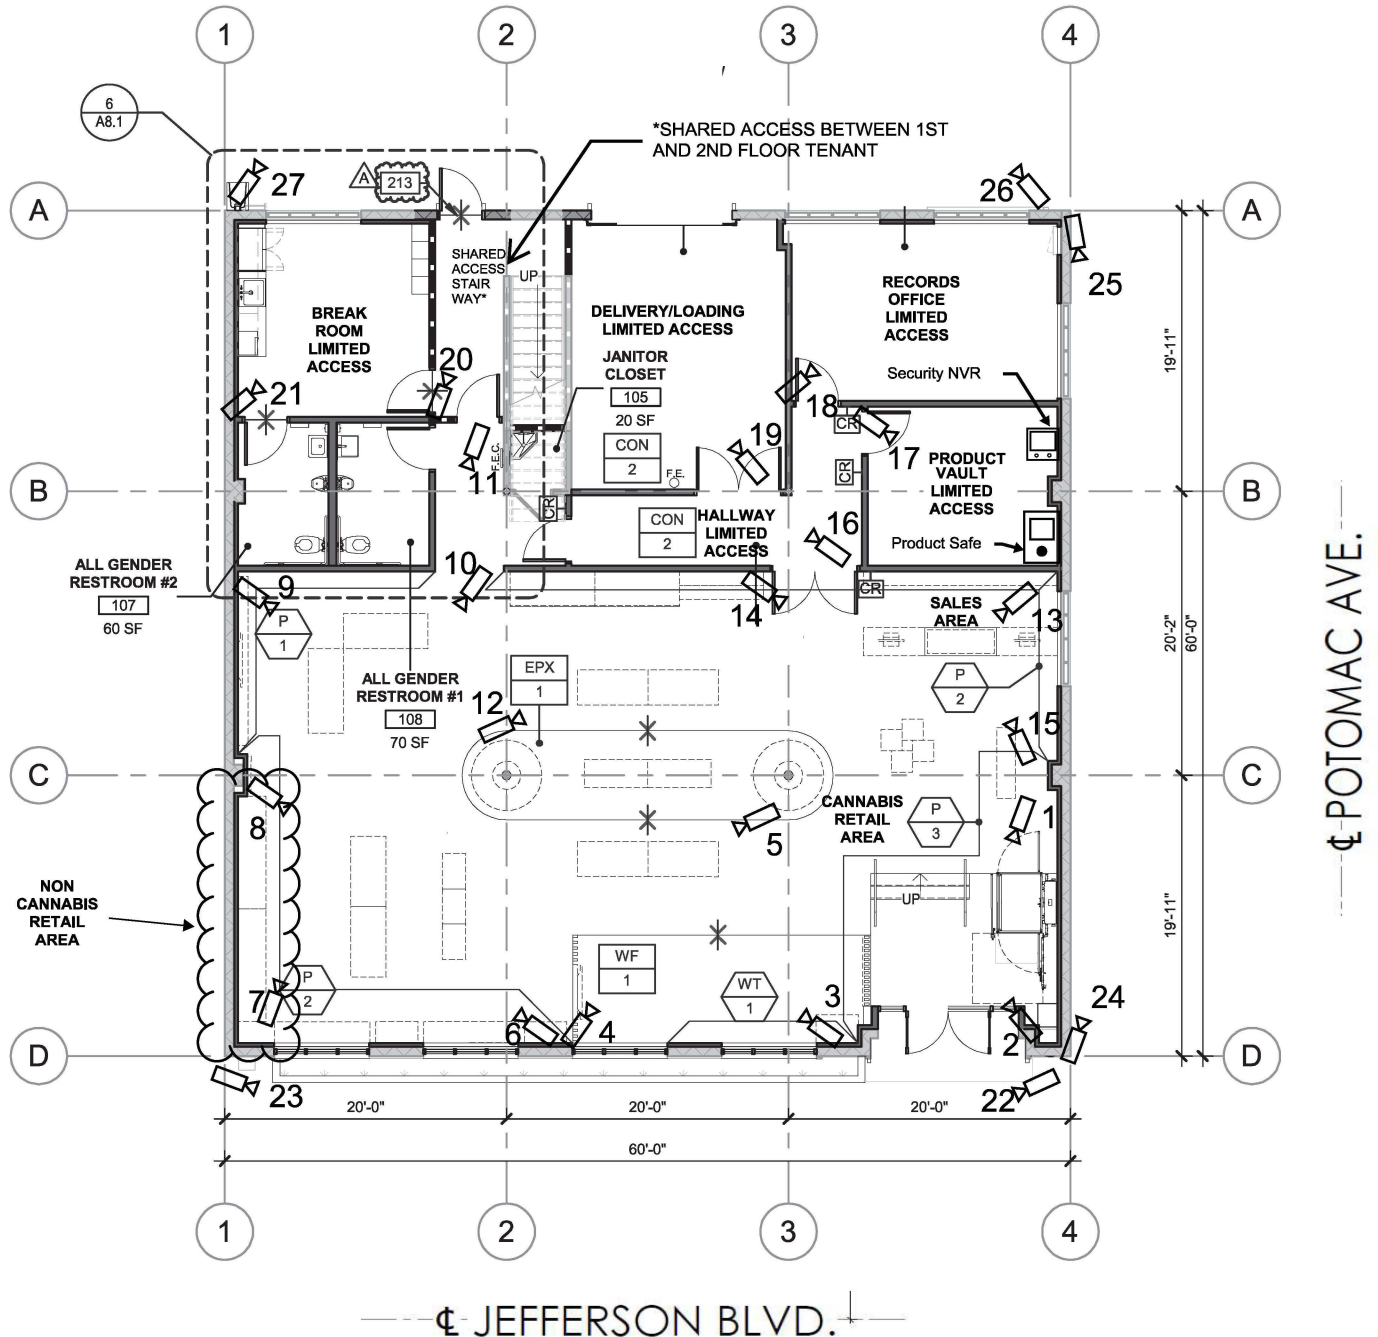 1
2
3
4
6
A8.1
*SHARED ACCESS BETWEEN 1ST
AND 2ND FLOOR TENANT
27
A
213
26
A
A
25
SHARED
ACCESS
STAIR
WAY*
UP
BREAK
ROOM
LIMITED
ACCESS
DELIVERY/LOADING
LIMITED ACCESS
RECORDS
OFFICE
LIMITED
ACCESS
19'-11"
JANITOR
CLOSET
105
20 SF
CON
2
Security NVR
20
21
18
CR
17
19
11
F.E.C.
F.E.
CR
PRODUCT
VAULT
LIMITED
ACCESS
B
B
CR
CON
2
HALLWAY
LIMITED
ACCESS
16
Product Safe
ALL GENDER
RESTROOM #2
107
60 SF
9
10
14
CR
SALES
AREA
13
P
1
20'-2"
60'-0"
ALL GENDER
RESTROOM #1
108
70 SF
EPX
1
12
P
2
15
C
C
8
5
CANNABIS
RETAIL
AREA
P
3
1
NON
CANNABIS
RETAIL
AREA
UP
19'-11"
WF
1
WT
1
P
2
7
6
4
3
2
24
D
D
23
22
20'-0"
20'-0"
20'-0"
60'-0"
1
2
3
4
℄ JEFFERSON BLVD.
℄ POTOMAC AVE.